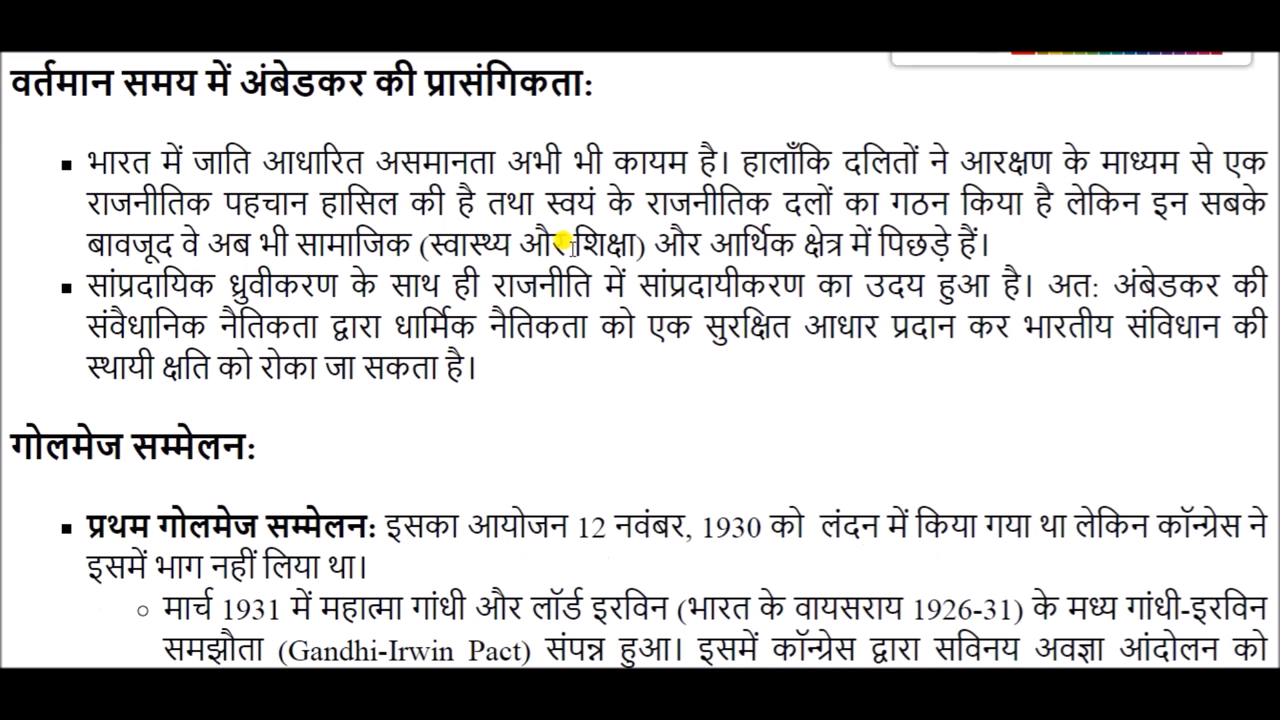 वर्तमान समय में अंबेडकर की प्रासंगिकता:
▪ भारत में जाति आधारित असमानता अभी भी कायम है। हालाँकि दलितों ने आरक्षण के माध्यम से एक
राजनीतिक पहचान हासिल की है तथा स्वयं के राजनीतिक दलों का गठन किया है लेकिन इन सबके
बावजूद वे अब भी सामाजिक (स्वास्थ्य और शिक्षा) और आर्थिक क्षेत्र में पिछड़े हैं।
▪ सांप्रदायिक ध्रुवीकरण के साथ ही राजनीति में सांप्रदायीकरण का उदय हुआ है। अत: अंबेडकर की
संवैधानिक नैतिकता द्वारा धार्मिक नैतिकता को एक सुरक्षित आधार प्रदान कर भारतीय संविधान की
स्थायी क्षति को रोका जा सकता है।
गोलमेज सम्मेलन:
▪ प्रथम गोलमेज सम्मेलन: इसका आयोजन 12 नवंबर, 1930 को लंदन में किया गया था लेकिन कॉन्ग्रेस ने
इसमें भाग नहीं लिया था।
○ मार्च 1931 में महात्मा गांधी और लॉर्ड इरविन (भारत के वायसराय 1926-31) के मध्य गांधी-इरविन
समझौता (Gandhi-Irwin Pact) संपन्न हुआ। इसमें कॉन्ग्रेस द्वारा सविनय अवज्ञा आंदोलन को